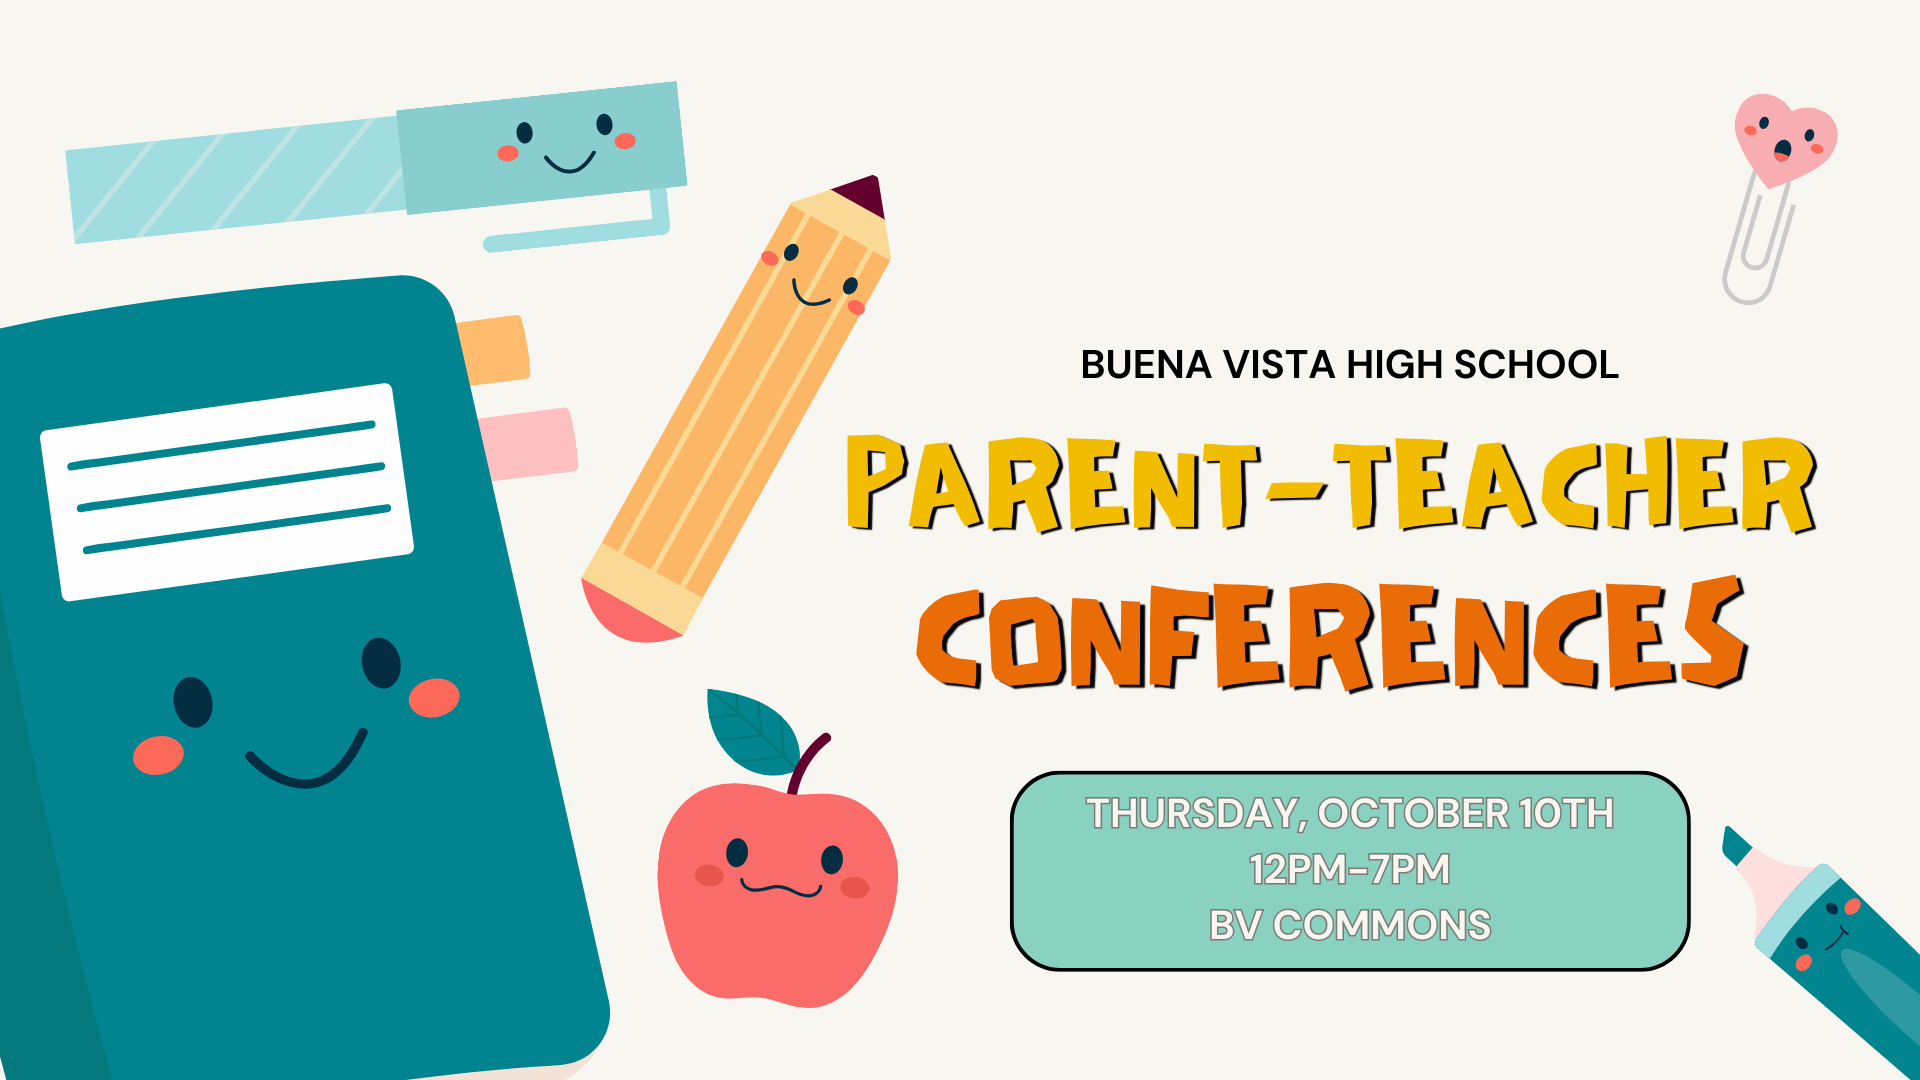 BUENA VISTA HIGH SCHOOL
PARENT-TEACHER
CONFERENCES
THURSDAY, OCTOBER 10TH
12PM-7PM
BV COMMONS